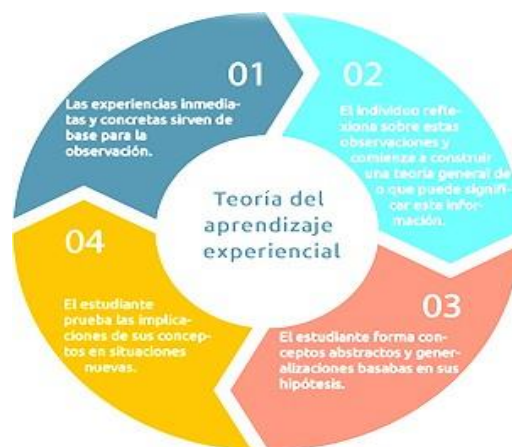 01
Las experiencias inmedia-
tas y concretas sirven de
base para la
observación.
02
El individuo refle-
xiona sobre estas
observaciones y
comienza a construir
una teoría general de
o que puede signifi-
car este infor-
mación.
Teoría del
aprendizaje
experiencial
03
El estudiante forma con-
ceptos abstractos y gener-
alizaciones basabas en sus
hipótesis.
04
El estudiante
prueba las implica-
ciones de sus concep-
tos en situaciones
nuevas.